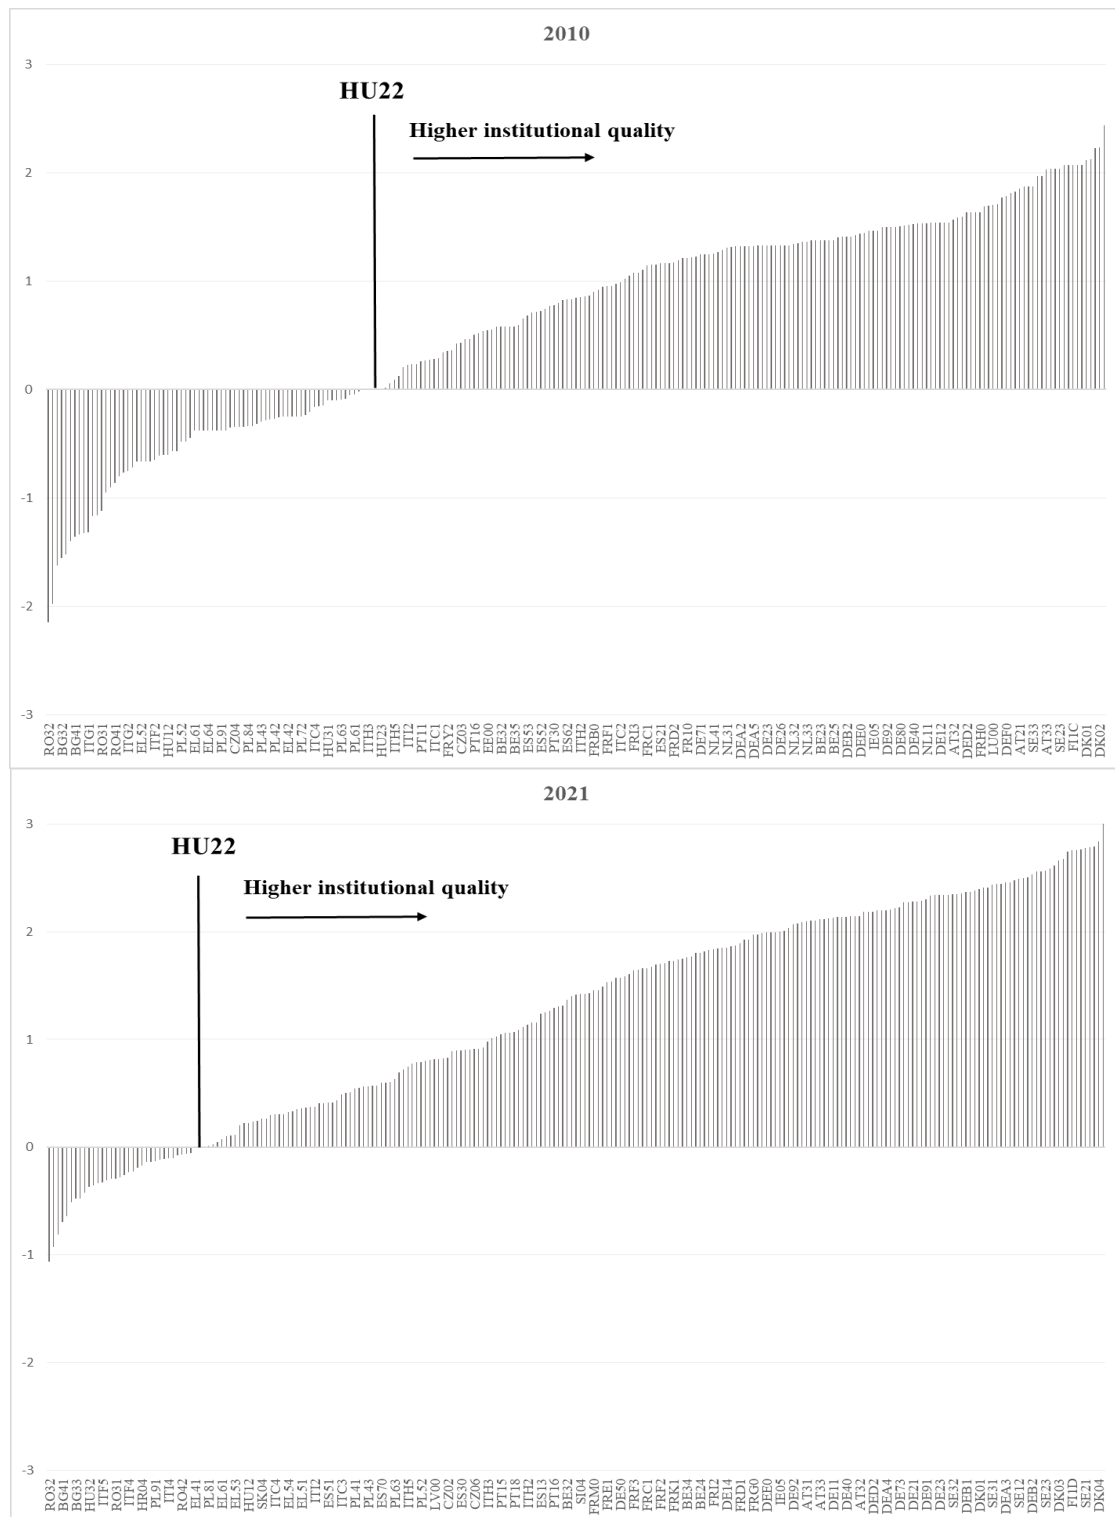 2010
3
HU22
Higher institutional quality
2
1
0
-1
-2
-3
RO32 BG32 BG41 ITG1 RO31 RO41 ITG2 EL52 ITF2 HU12 PL52 EL61 EL64 PL91 CZ04 PL84 PL43 PL42 EL42 PL72 ITC4 HU31 PL63 PL61 ITH3 HU23 ITH5 ITI2 PT11 ITC1 FRY2 CZ03 PT16 EE00 BE32 BE35 ES53 ES52 PT30 ES62 ITH2 FRB0 FRF1 ITC2 FRI3 FRC1 ES21 FRD2 FR10 DE71 NL41 NL31 DEA2 DEA5 DE23 DE26 NL32 NL33 BE23 BE25 DEB2 DEE0 IE05 DE92 DE80 DE40 NL11 DE12 AT32 DED2 FRH0 LU00 DEF0 AT21 SE33 AT33 SE23 FI1C DK01 DK02
2021
3
HU22
Higher institutional quality
2
1
0
-1
-2
-3
RO32 BG41 BG33 HU32 ITF5 RO31 ITF4 HR04 PL91 ITI4 RO42 EL41 PL81 EL61 EL53 HU12 SK04 ITC4 EL54 EL51 ITI2 ES51 ITC3 PL41 PL43 ES70 PL63 ITH5 PL52 LV00 CZ02 ES30 CZ06 ITH3 PT15 PT18 ITH2 ES13 PT16 BE32 SI04 FRM0 FRE1 DE50 FRF3 FRC1 FRF2 FRK1 BE34 BE24 FRI2 DE14 FRD1 FRG0 DEE0 IE05 DE92 AT31 AT33 DE11 DE40 AT32 DED2 DEA4 DE73 DE21 DE91 DE23 SE32 DEB1 DK01 SE31 DEA3 SE12 DEB2 SE23 DK03 FI1D SE21 DK04